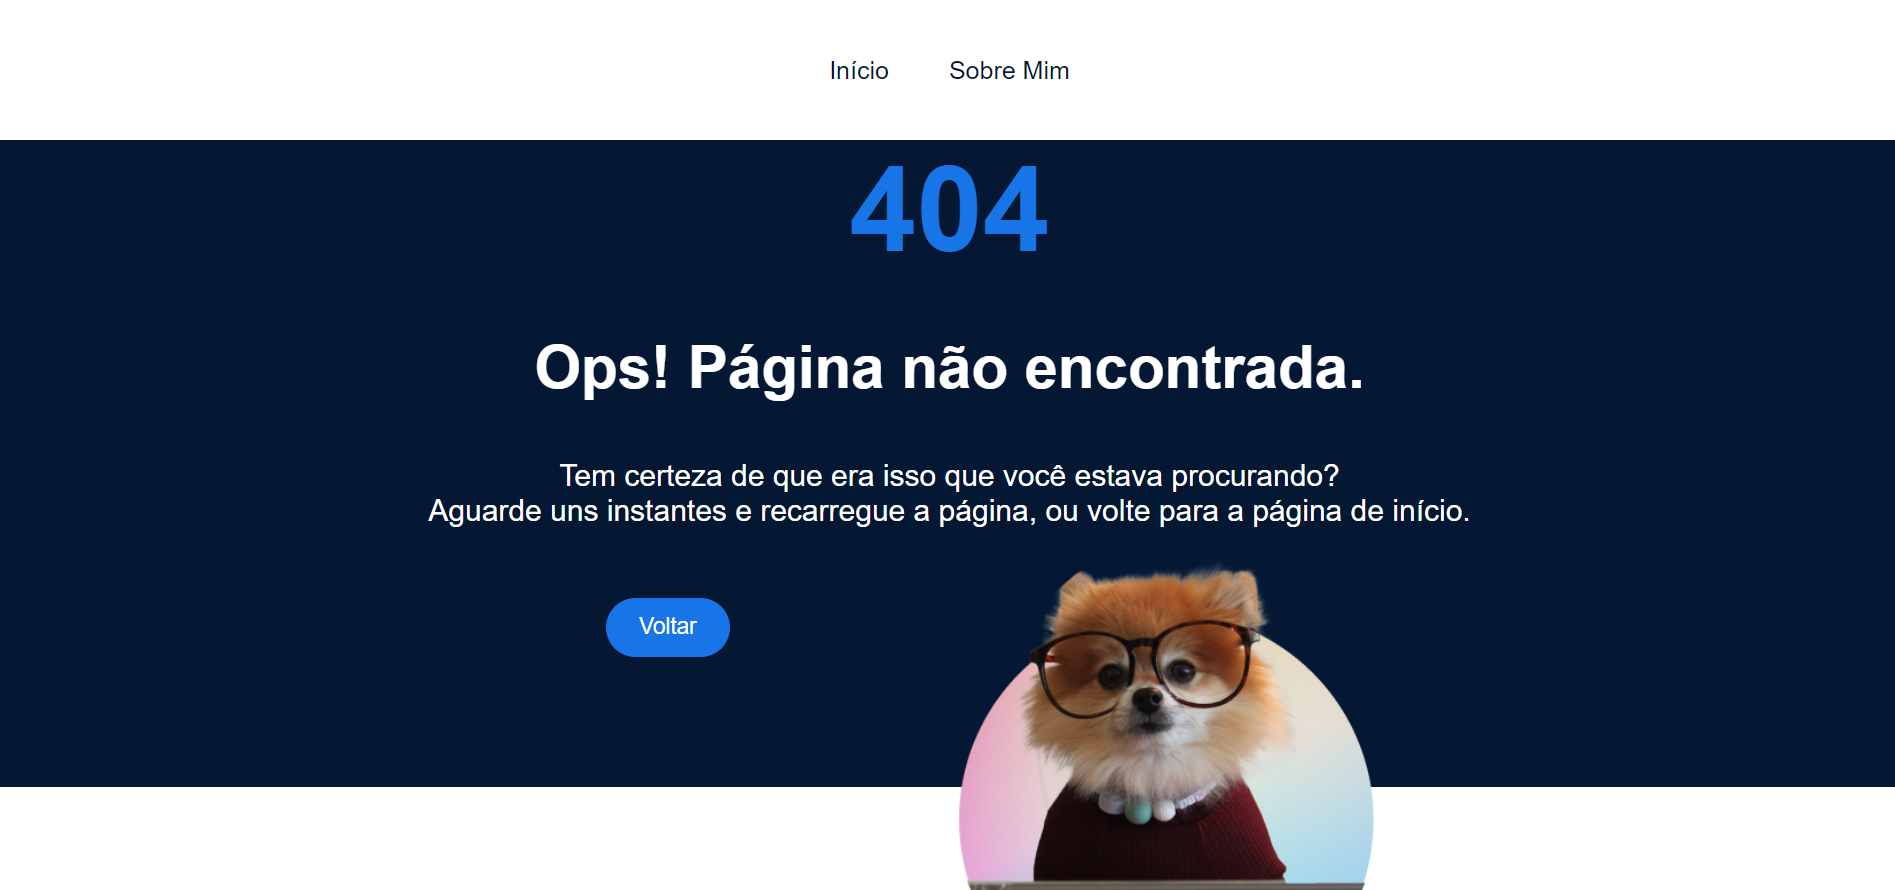 Início Sobre Mim
404
Ops! Página não encontrada.
Tem certeza de que era isso que você estava procurando?
Aguarde uns instantes e recarregue a página, ou volte para a página de início.
Voltar